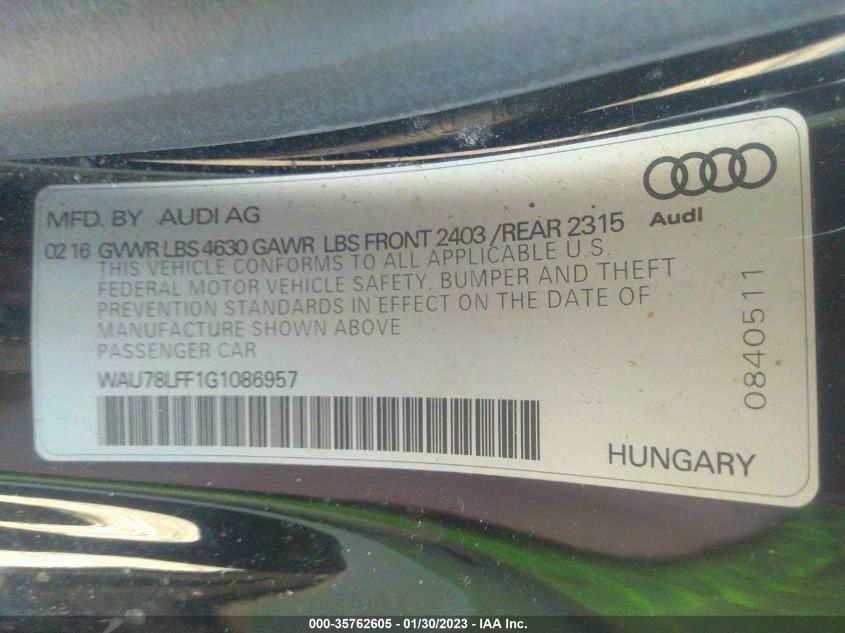 MFD. BY AUDI AG
Audi
02 16 GVWR LBS 4630 GAWR LBS FRONT 2403 /REAR 2315
THIS VEHICLE CONFORMS TO ALL APPLICABLE U.S.
FEDERAL MOTOR VEHICLE SAFETY, BUMPER AND THEFT
PREVENTION STANDARDS IN EFFECT ON THE DATE OF
MANUFACTURE SHOWN ABOVE
PASSENGER CAR
WAU78LFF1G1086957
0840511
HUNGARY
000-35762605 - 01/30/2023 - IAA Inc.